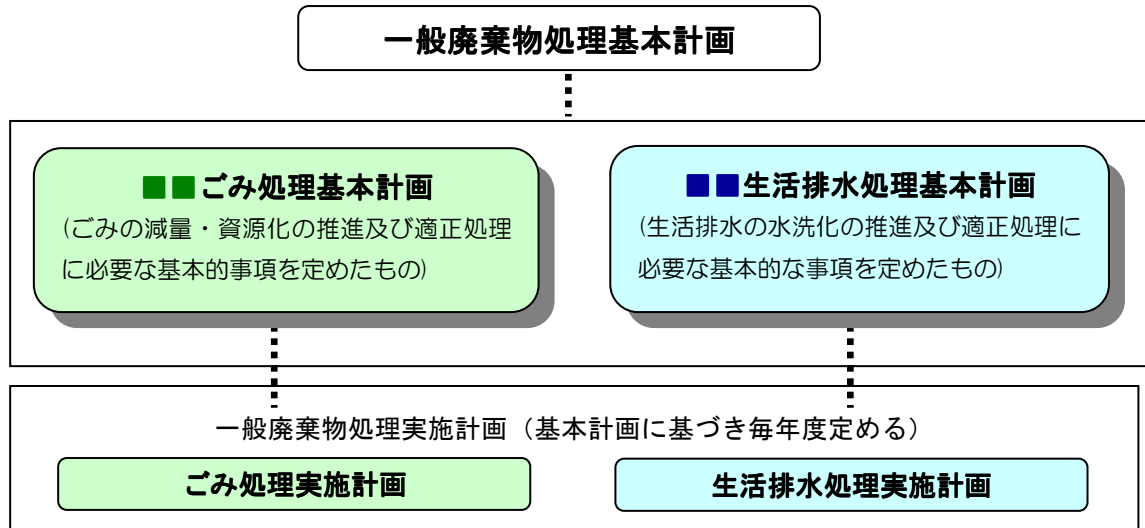 一般廃棄物処理基本計画
■■ごみ処理基本計画
(ごみの減量・資源化の推進及び適正処理
に必要な基本的事項を定めたもの)
■■生活排水処理基本計画
(生活排水の水洗化の推進及び適正処理に
必要な基本的な事項を定めたもの)
一般廃棄物処理実施計画（基本計画に基づき毎年度定める）
ごみ処理実施計画
生活排水処理実施計画